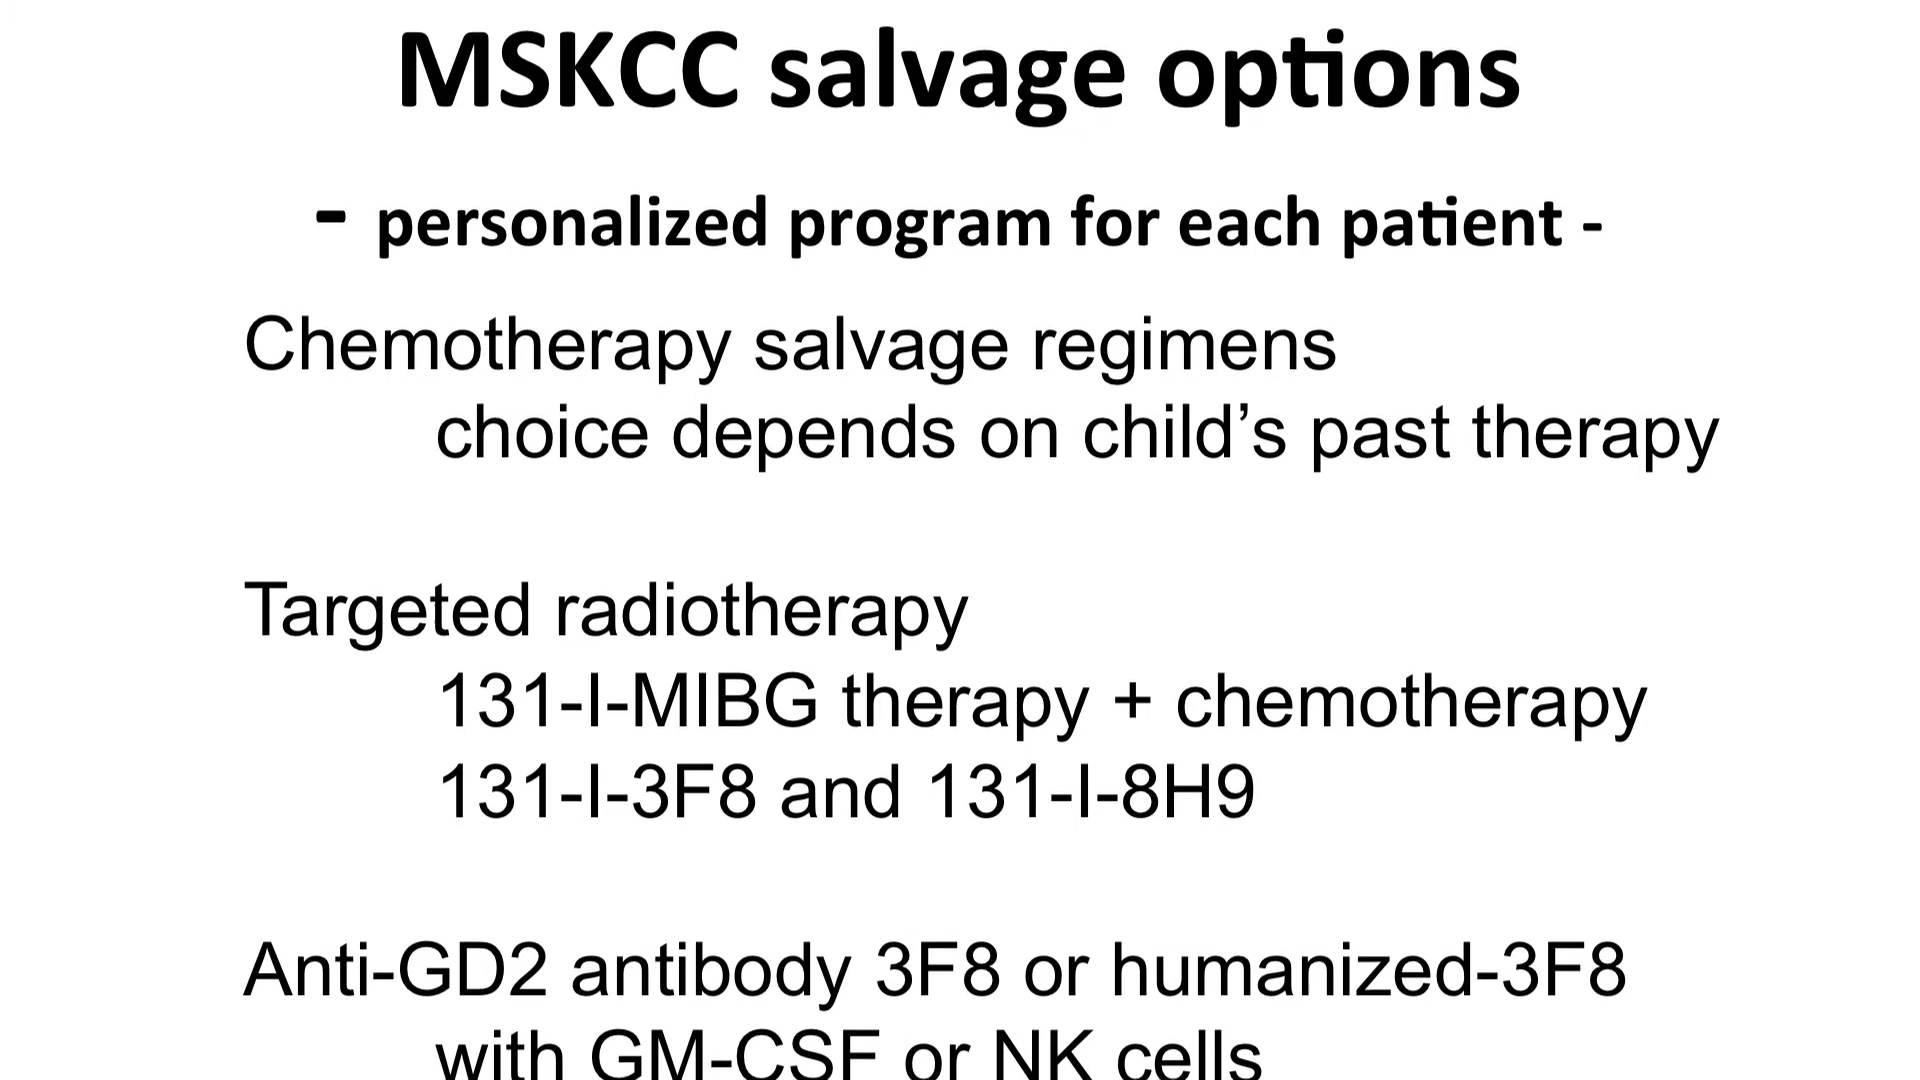 MSKCC salvage options
- personalized program for each patient -
Chemotherapy salvage regimens
choice depends on child’s past therapy
Targeted radiotherapy
131-I-MIBG therapy + chemotherapy
131-I-3F8 and 131-I-8H9
Anti-GD2 antibody 3F8 or humanized-3F8
with GM-CSF or NK cells